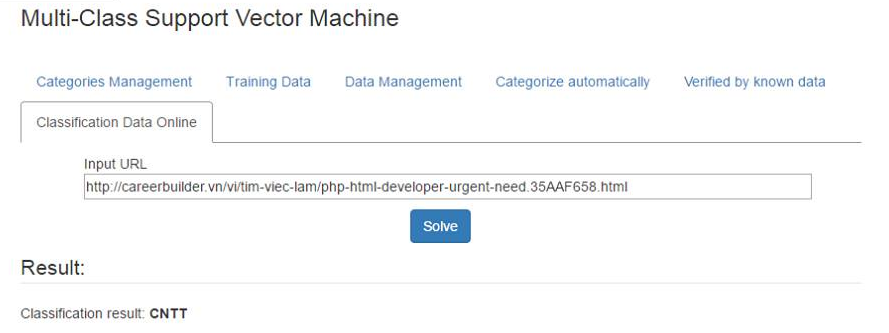 Multi-Class Support Vector Machine
Categories Management Training Data Data Management Categorize automatically Verified by known data
Classification Data Online
Input URL
http://careerbuilder.vn/vi/tim-viec-lam/php-html-developer-urgent-need.35AAF658.html
Solve
Result:
Classification result: CNTT